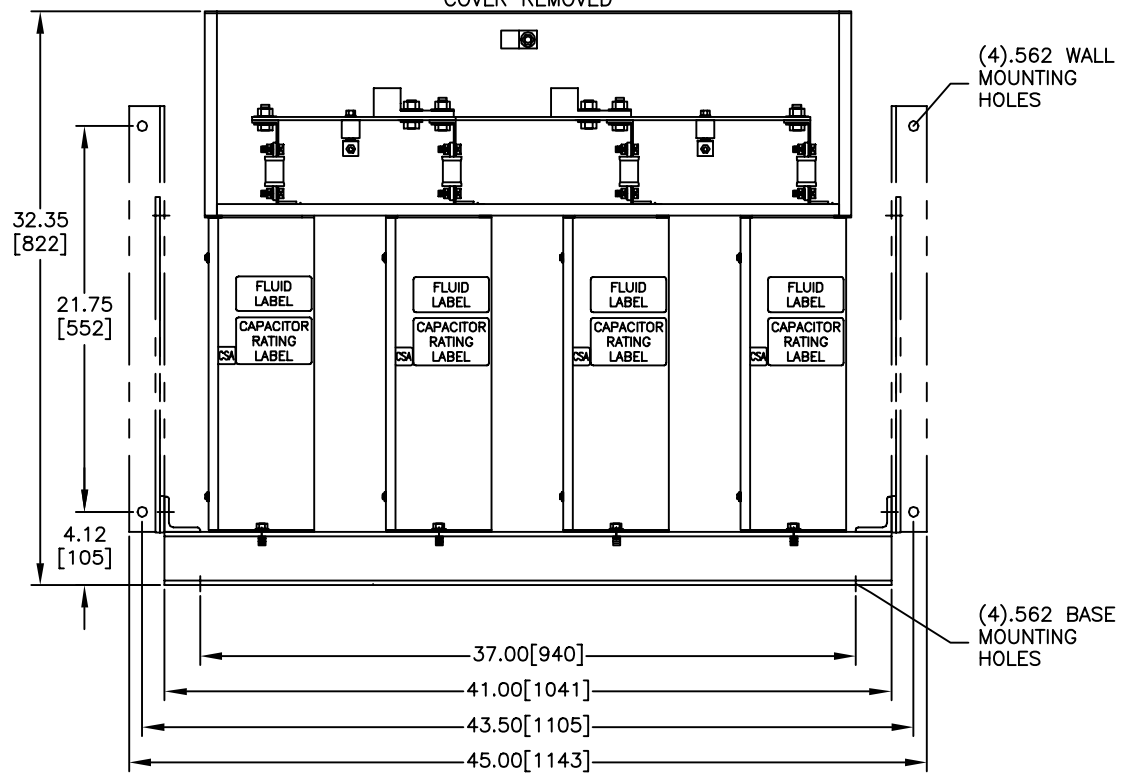 COVER REMOVED
(4).562 WALL
MOUNTING
HOLES
32.35
[822]
21.75
[552]
4.12
[105]
FLUID
LABEL
CAPACITOR
RATING
LABEL
CSA
FLUID
LABEL
CAPACITOR
RATING
LABEL
CSA
FLUID
LABEL
CAPACITOR
RATING
LABEL
CSA
FLUID
LABEL
CAPACITOR
RATING
LABEL
CSA
(4).562 BASE
MOUNTING
HOLES
37.00[940]
41.00[1041]
43.50[1105]
45.00[1143]